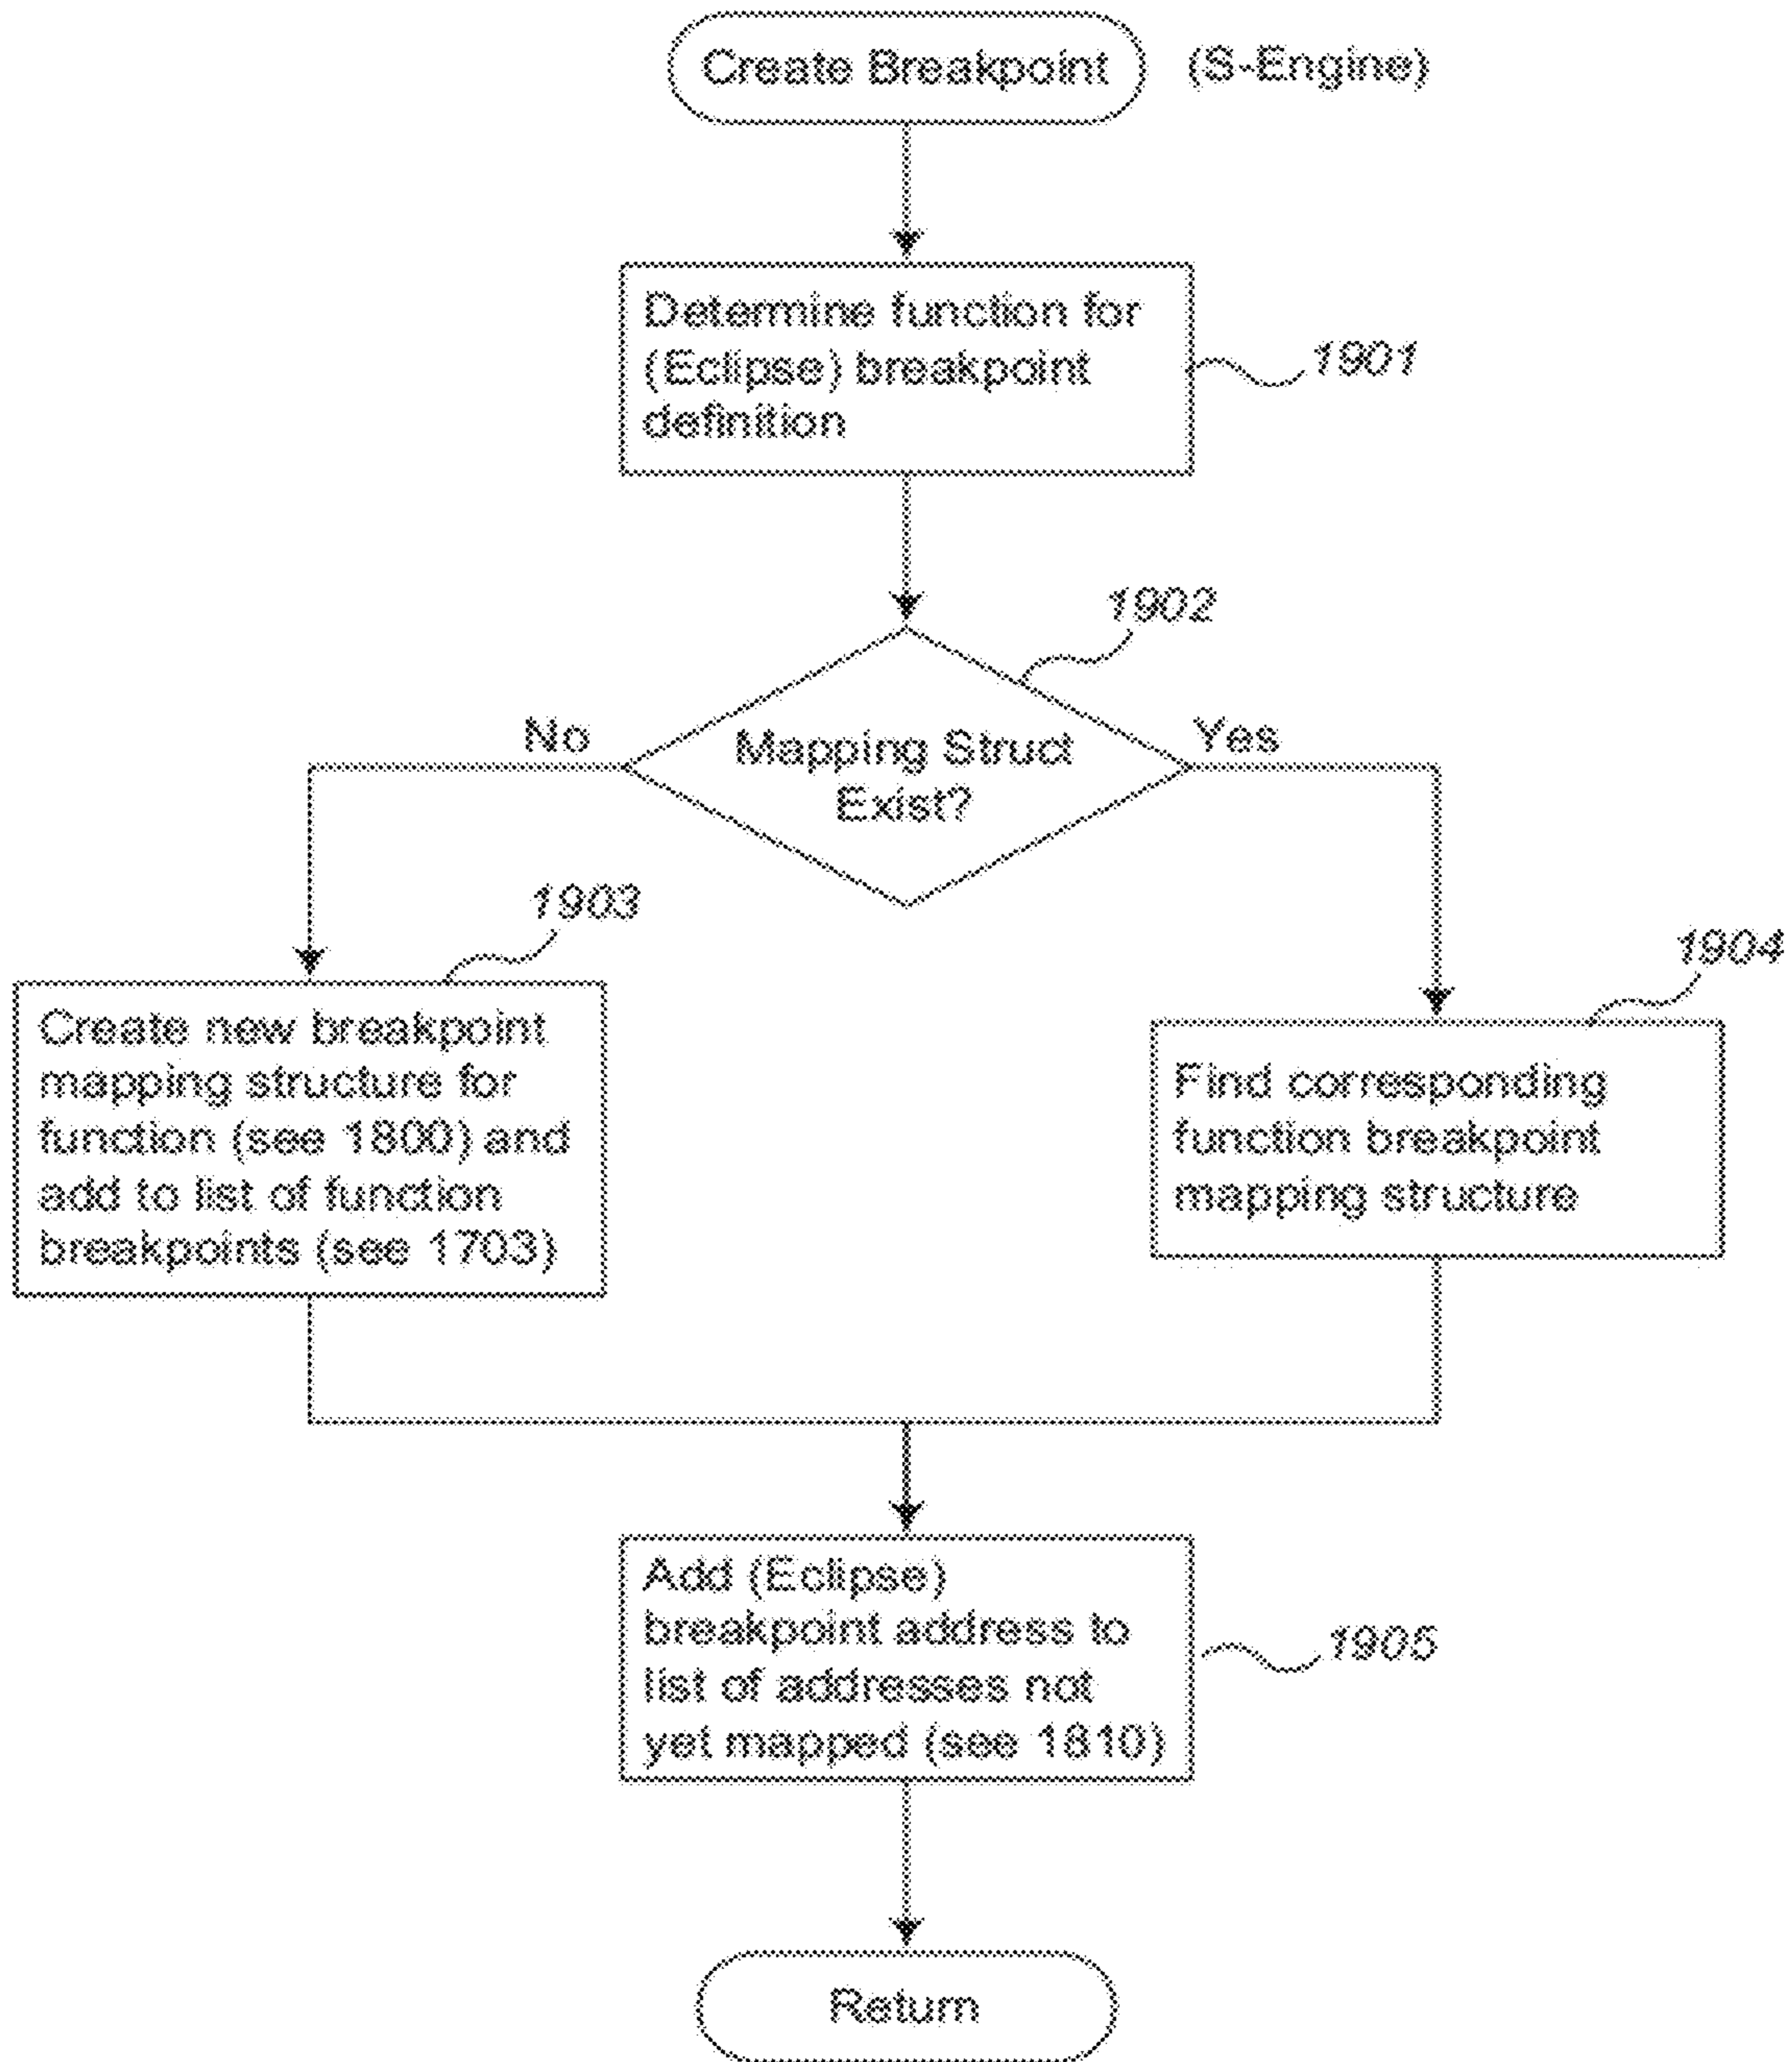 Create Breakpoint (S-Engine)
Determine function for
(Eclipse) breakpoint
definition
1901
1902
No
Yes
Mapping Struct
Exist?
1903
Create new breakpoint
mapping structure for
function (see 1800) and
add to list of function
breakpoints (see 1703)
1904
Find corresponding
function breakpoint
mapping structure
Add (Eclipse)
breakpoint address to
list of addresses not
yet mapped (see 1810)
1905
Return